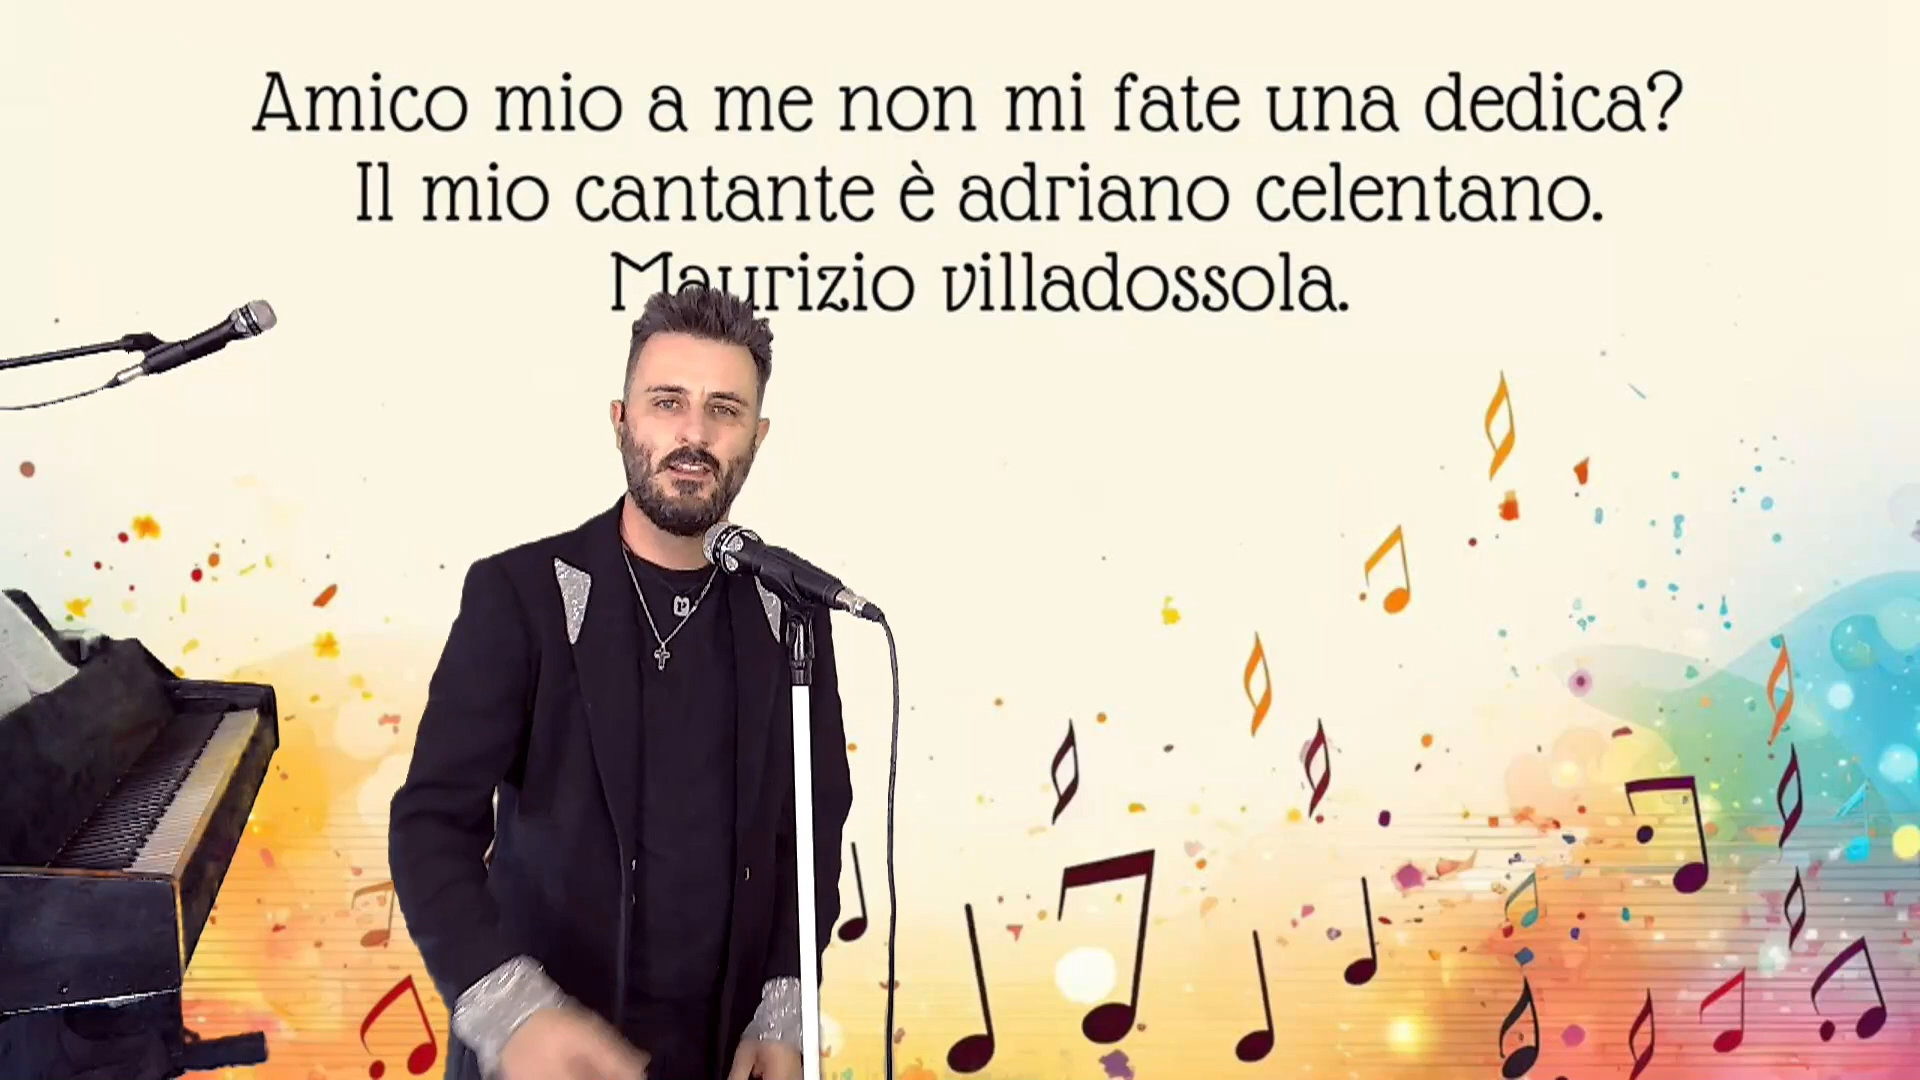 Amico mio a me non mi fate una dedica?
Il mio cantante è adriano celentano.
Maurizio villadossola.